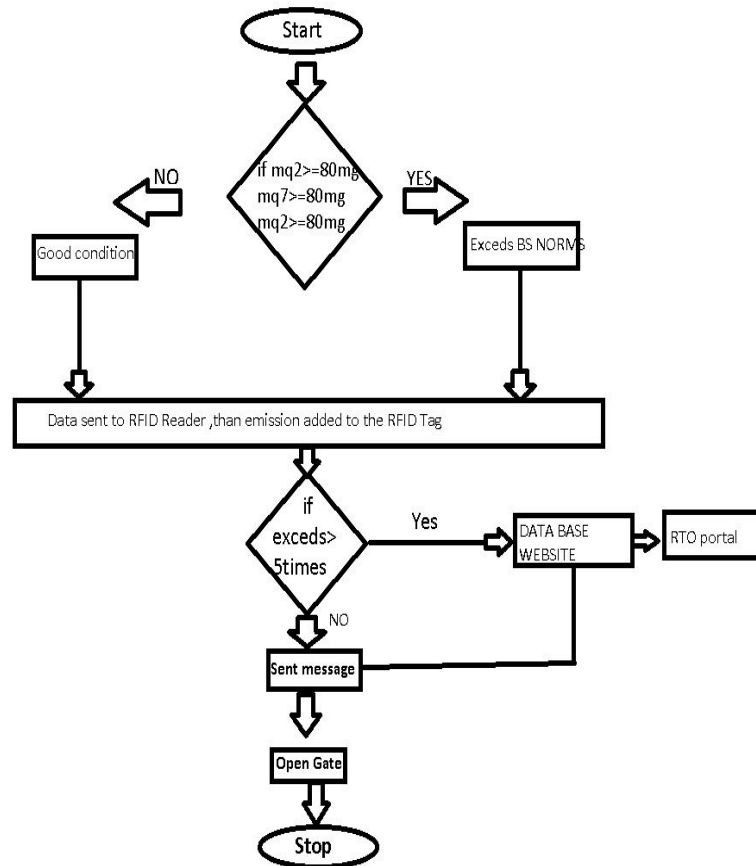 Start
if mq2>=80mg
mq7>=80mg
mq2>=80mg
NO
YES
Good condition
Exceds BS NORMS
Data sent to RFID Reader ,than emission added to the RFID Tag
if
exceds>
5times
Yes
DATA BASE
WEBSITE
RTO portal
NO
Sent message
Open Gate
Stop